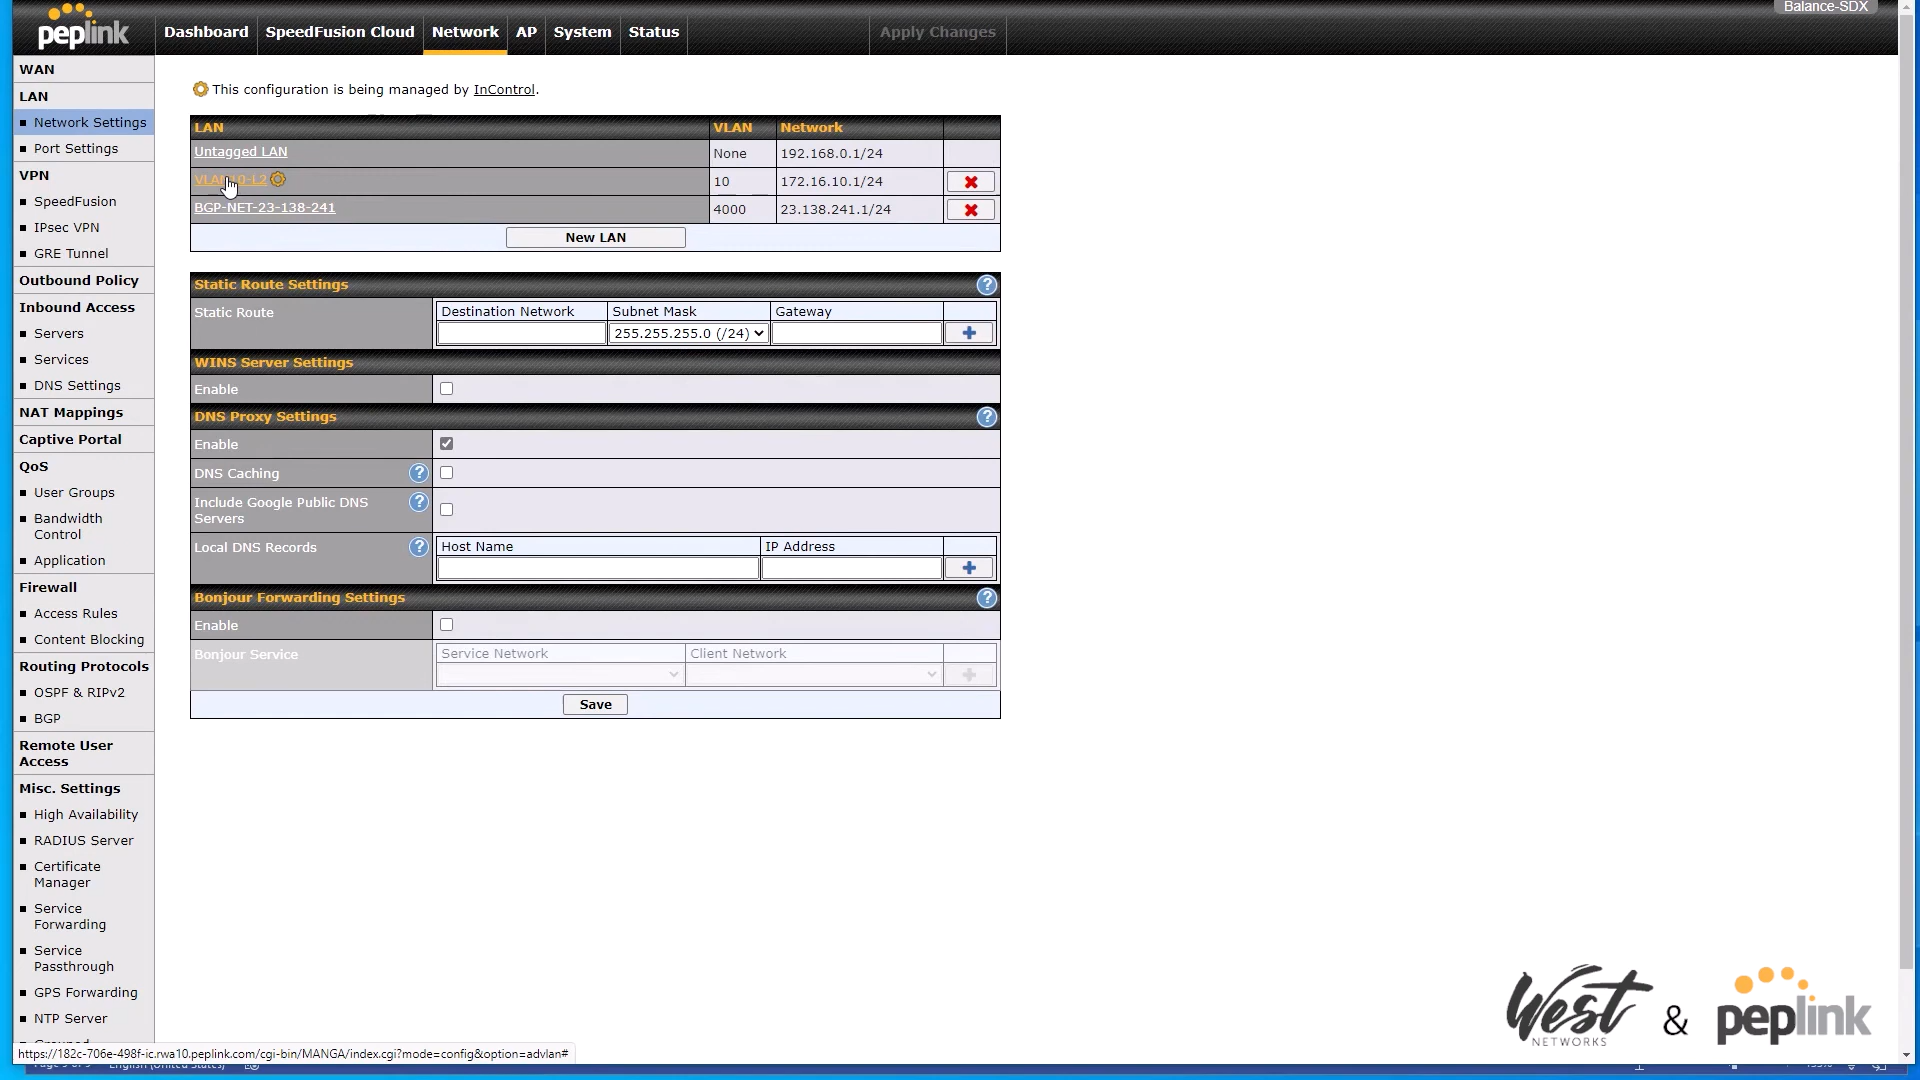 Balance-SDX
peplink
Dashboard SpeedFusion Cloud Network AP System Status Apply Changes
WAN
LAN
Network Settings
Port Settings
VPN
SpeedFusion
IPsec VPN
GRE Tunnel
Outbound Policy
Inbound Access
Servers
Services
DNS Settings
NAT Mappings
Captive Portal
QoS
User Groups
Bandwidth
Control
Application
Firewall
Access Rules
Content Blocking
Routing Protocols
OSPF & RIPv2
BGP
Remote User
Access
Misc. Settings
High Availability
RADIUS Server
Certificate
Manager
Service
Forwarding
Service
Passthrough
GPS Forwarding
NTP Server
This configuration is being managed by InControl.
LAN VLAN Network
Untagged LAN None 192.168.0.1/24
10 172.16.10.1/24
BGP-NET-23-138-241 4000 23.138.241.1/24
New LAN
Static Route Settings
Static Route Destination Network Subnet Mask Gateway
255.255.255.0 (/24)
WINS Server Settings
Enable
DNS Proxy Settings
Enable
DNS Caching
Include Google Public DNS
Servers
Local DNS Records Host Name IP Address
Bonjour Forwarding Settings
Enable
Bonjour Service Service Network Client Network
Save
West
NETWORKS
&
peplink
https://182c-706e-498f-ic.rwa10.peplink.com/cgi-bin/MANGA/index.cgi?mode=config&option=advlan#